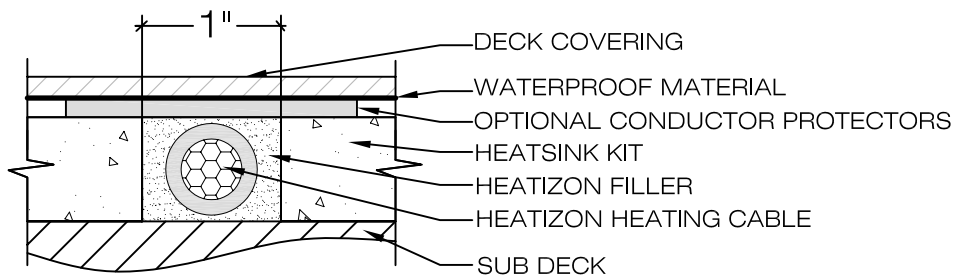 1"
DECK COVERING
WATERPROOF MATERIAL
OPTIONAL CONDUCTOR PROTECTORS
HEATSINK KIT
HEATIZON FILLER
HEATIZON HEATING CABLE
SUB DECK